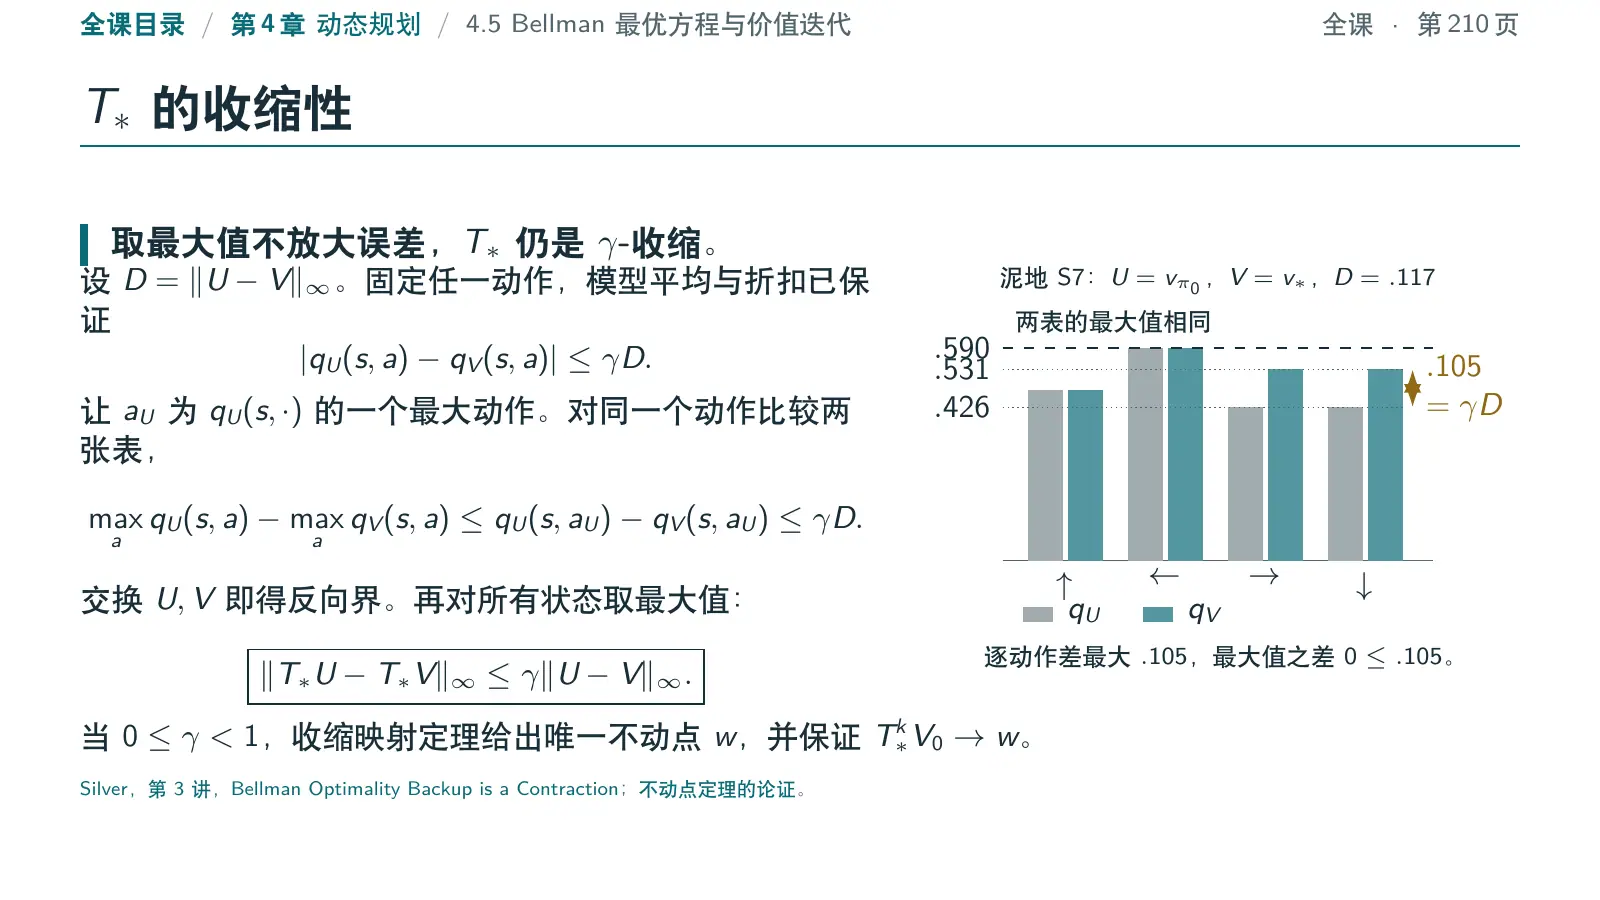 全课目录 / 第 4 章 动态规划 / 4.5 Bellman 最优方程与价值迭代
全课 · 第 210 页
T∗ 的收缩性
取最大值不放大误差，T∗ 仍是 γ-收缩。
设 D = ‖U − V‖∞。固定任一动作，模型平均与折扣已保
证
|qU(s, a) − qV(s, a)| ≤ γD.
让 aU 为 qU(s, ·) 的一个最大动作。对同一个动作比较两
张表，
max_a qU(s, a) − max_a qV(s, a) ≤ qU(s, aU) − qV(s, aU) ≤ γD.
交换 U, V 即得反向界。再对所有状态取最大值：
‖T∗U − T∗V‖∞ ≤ γ‖U − V‖∞.
当 0 ≤ γ < 1，收缩映射定理给出唯一不动点 w，并保证 T∗^k V0 → w。
Silver，第 3 讲，Bellman Optimality Backup is a Contraction；不动点定理的论证。
泥地 S7：U = vπ0，V = v∗，D = .117
两表的最大值相同
.590
.531
.426
.105
= γD
↑ ← → ↓
qU qV
逐动作差最大 .105，最大值之差 0 ≤ .105。